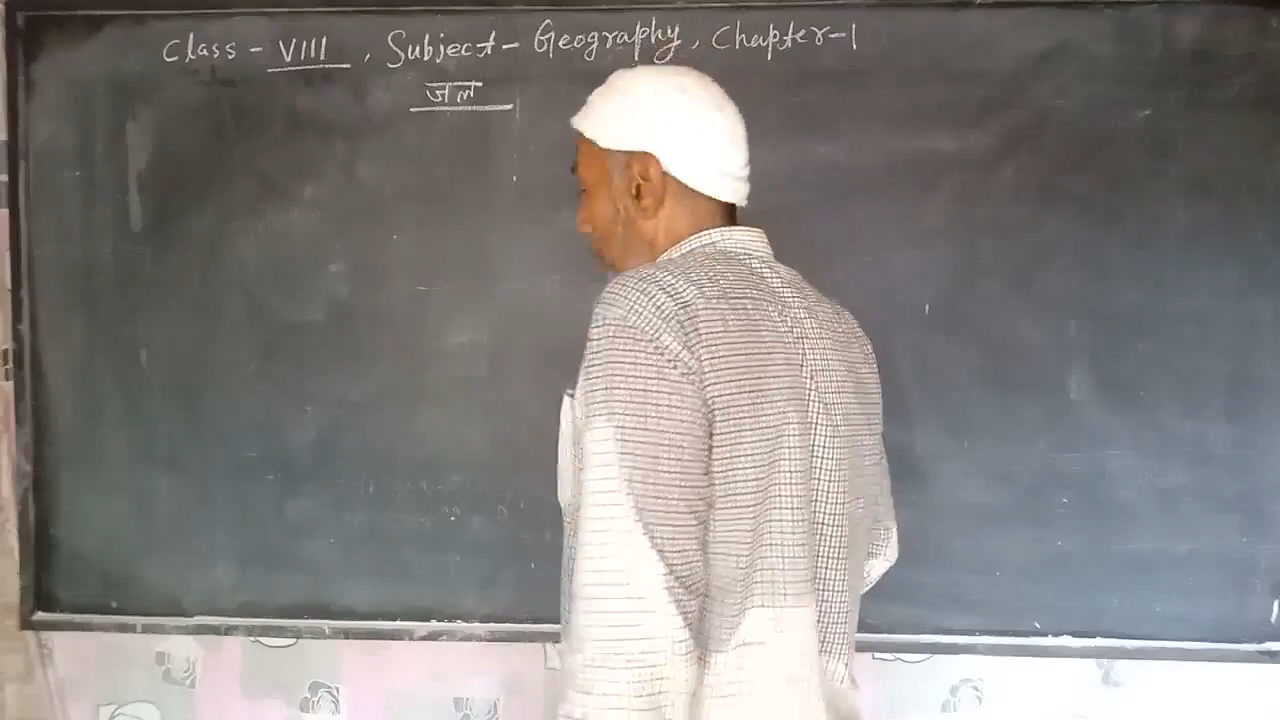 Class - VIII, Subject - Geography, Chapter-1
जल